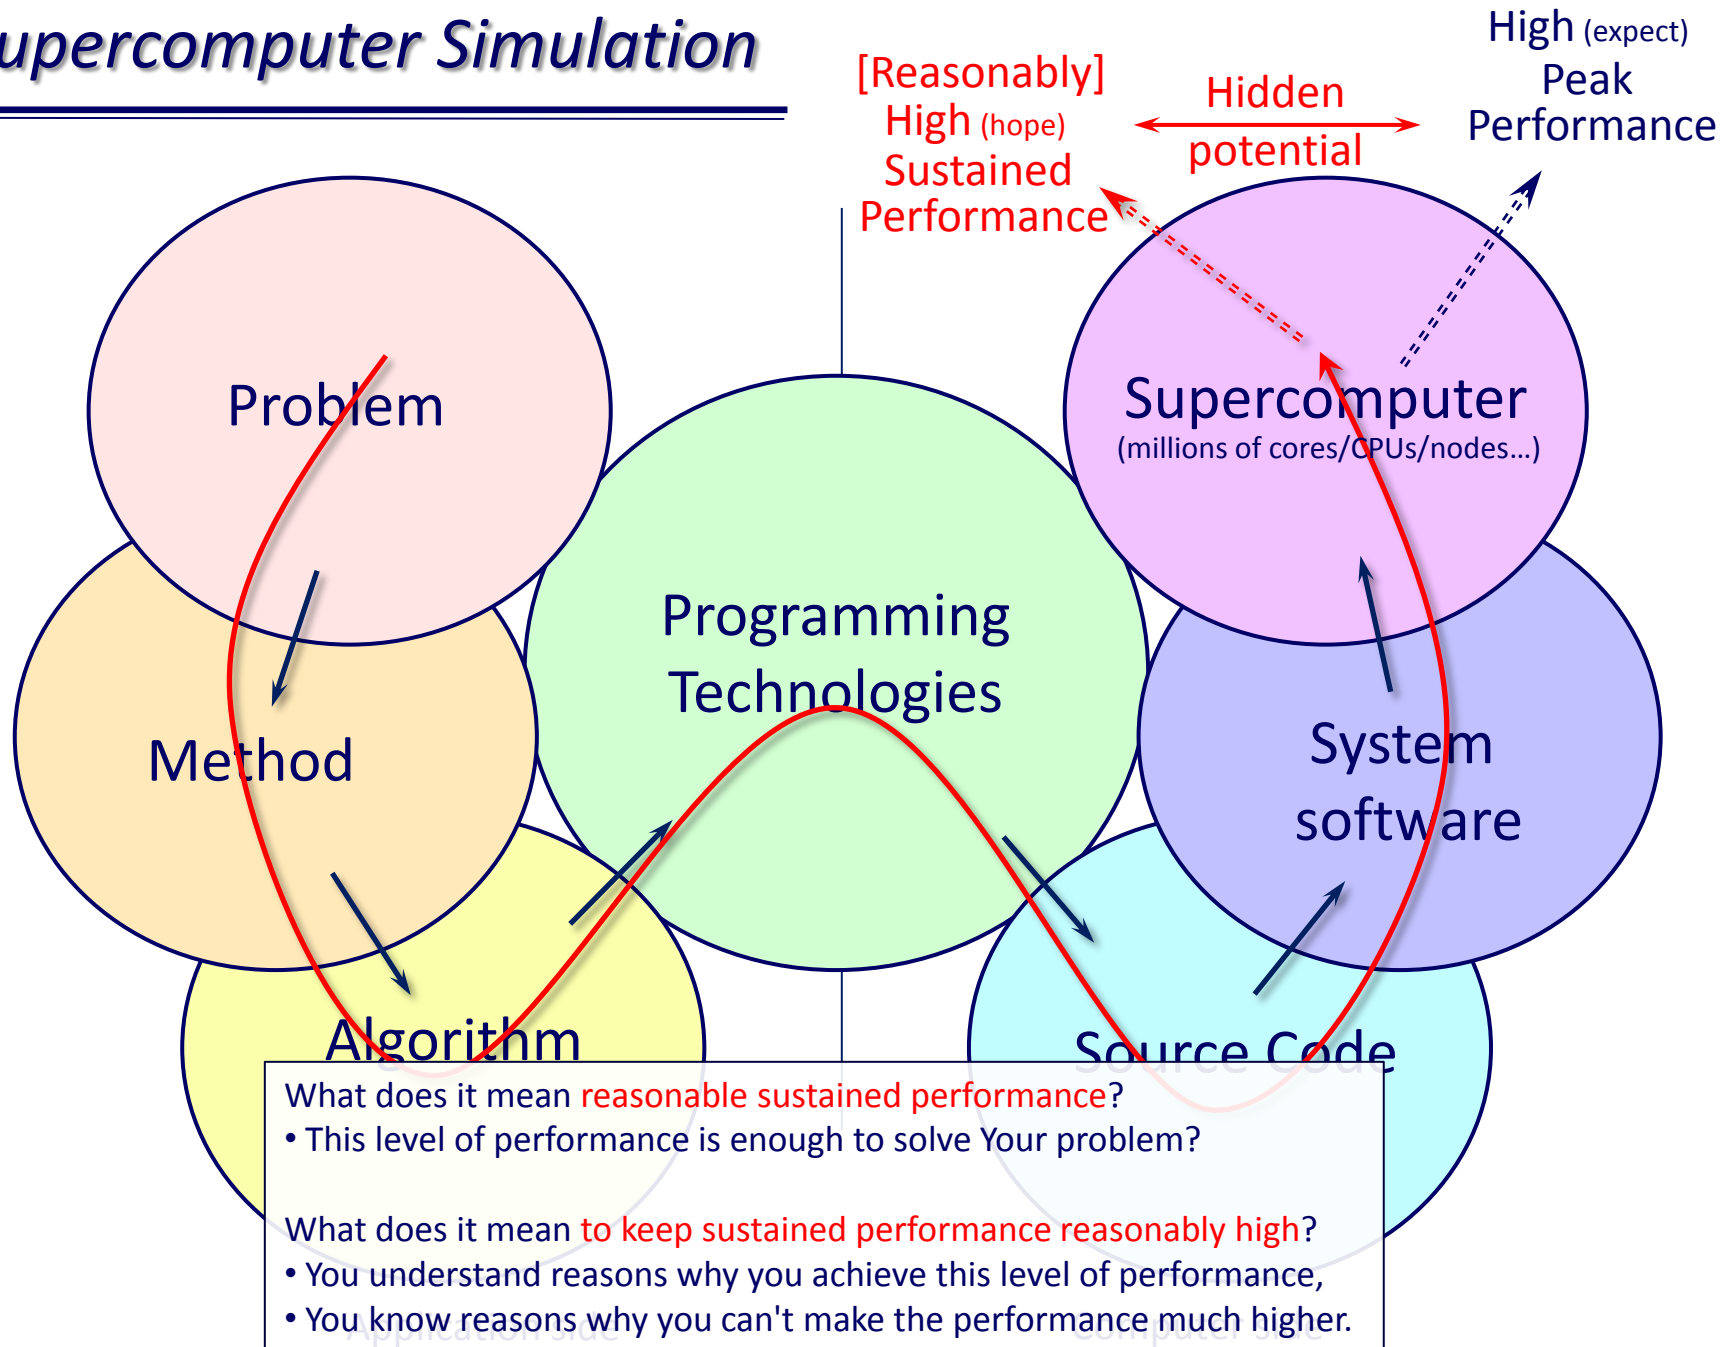 upercomputer Simulation
High (expect)
Peak
Performance
[Reasonably]
High (hope)
Sustained
Performance
Hidden
potential
Problem
Supercomputer
(millions of cores/CPUs/nodes…)
Programming
Technologies
Method
System
software
Algorithm
Source Code
What does it mean reasonable sustained performance?
• This level of performance is enough to solve Your problem?
What does it mean to keep sustained performance reasonably high?
• You understand reasons why you achieve this level of performance,
• You know reasons why you can't make the performance much higher.
Application side
Computer side